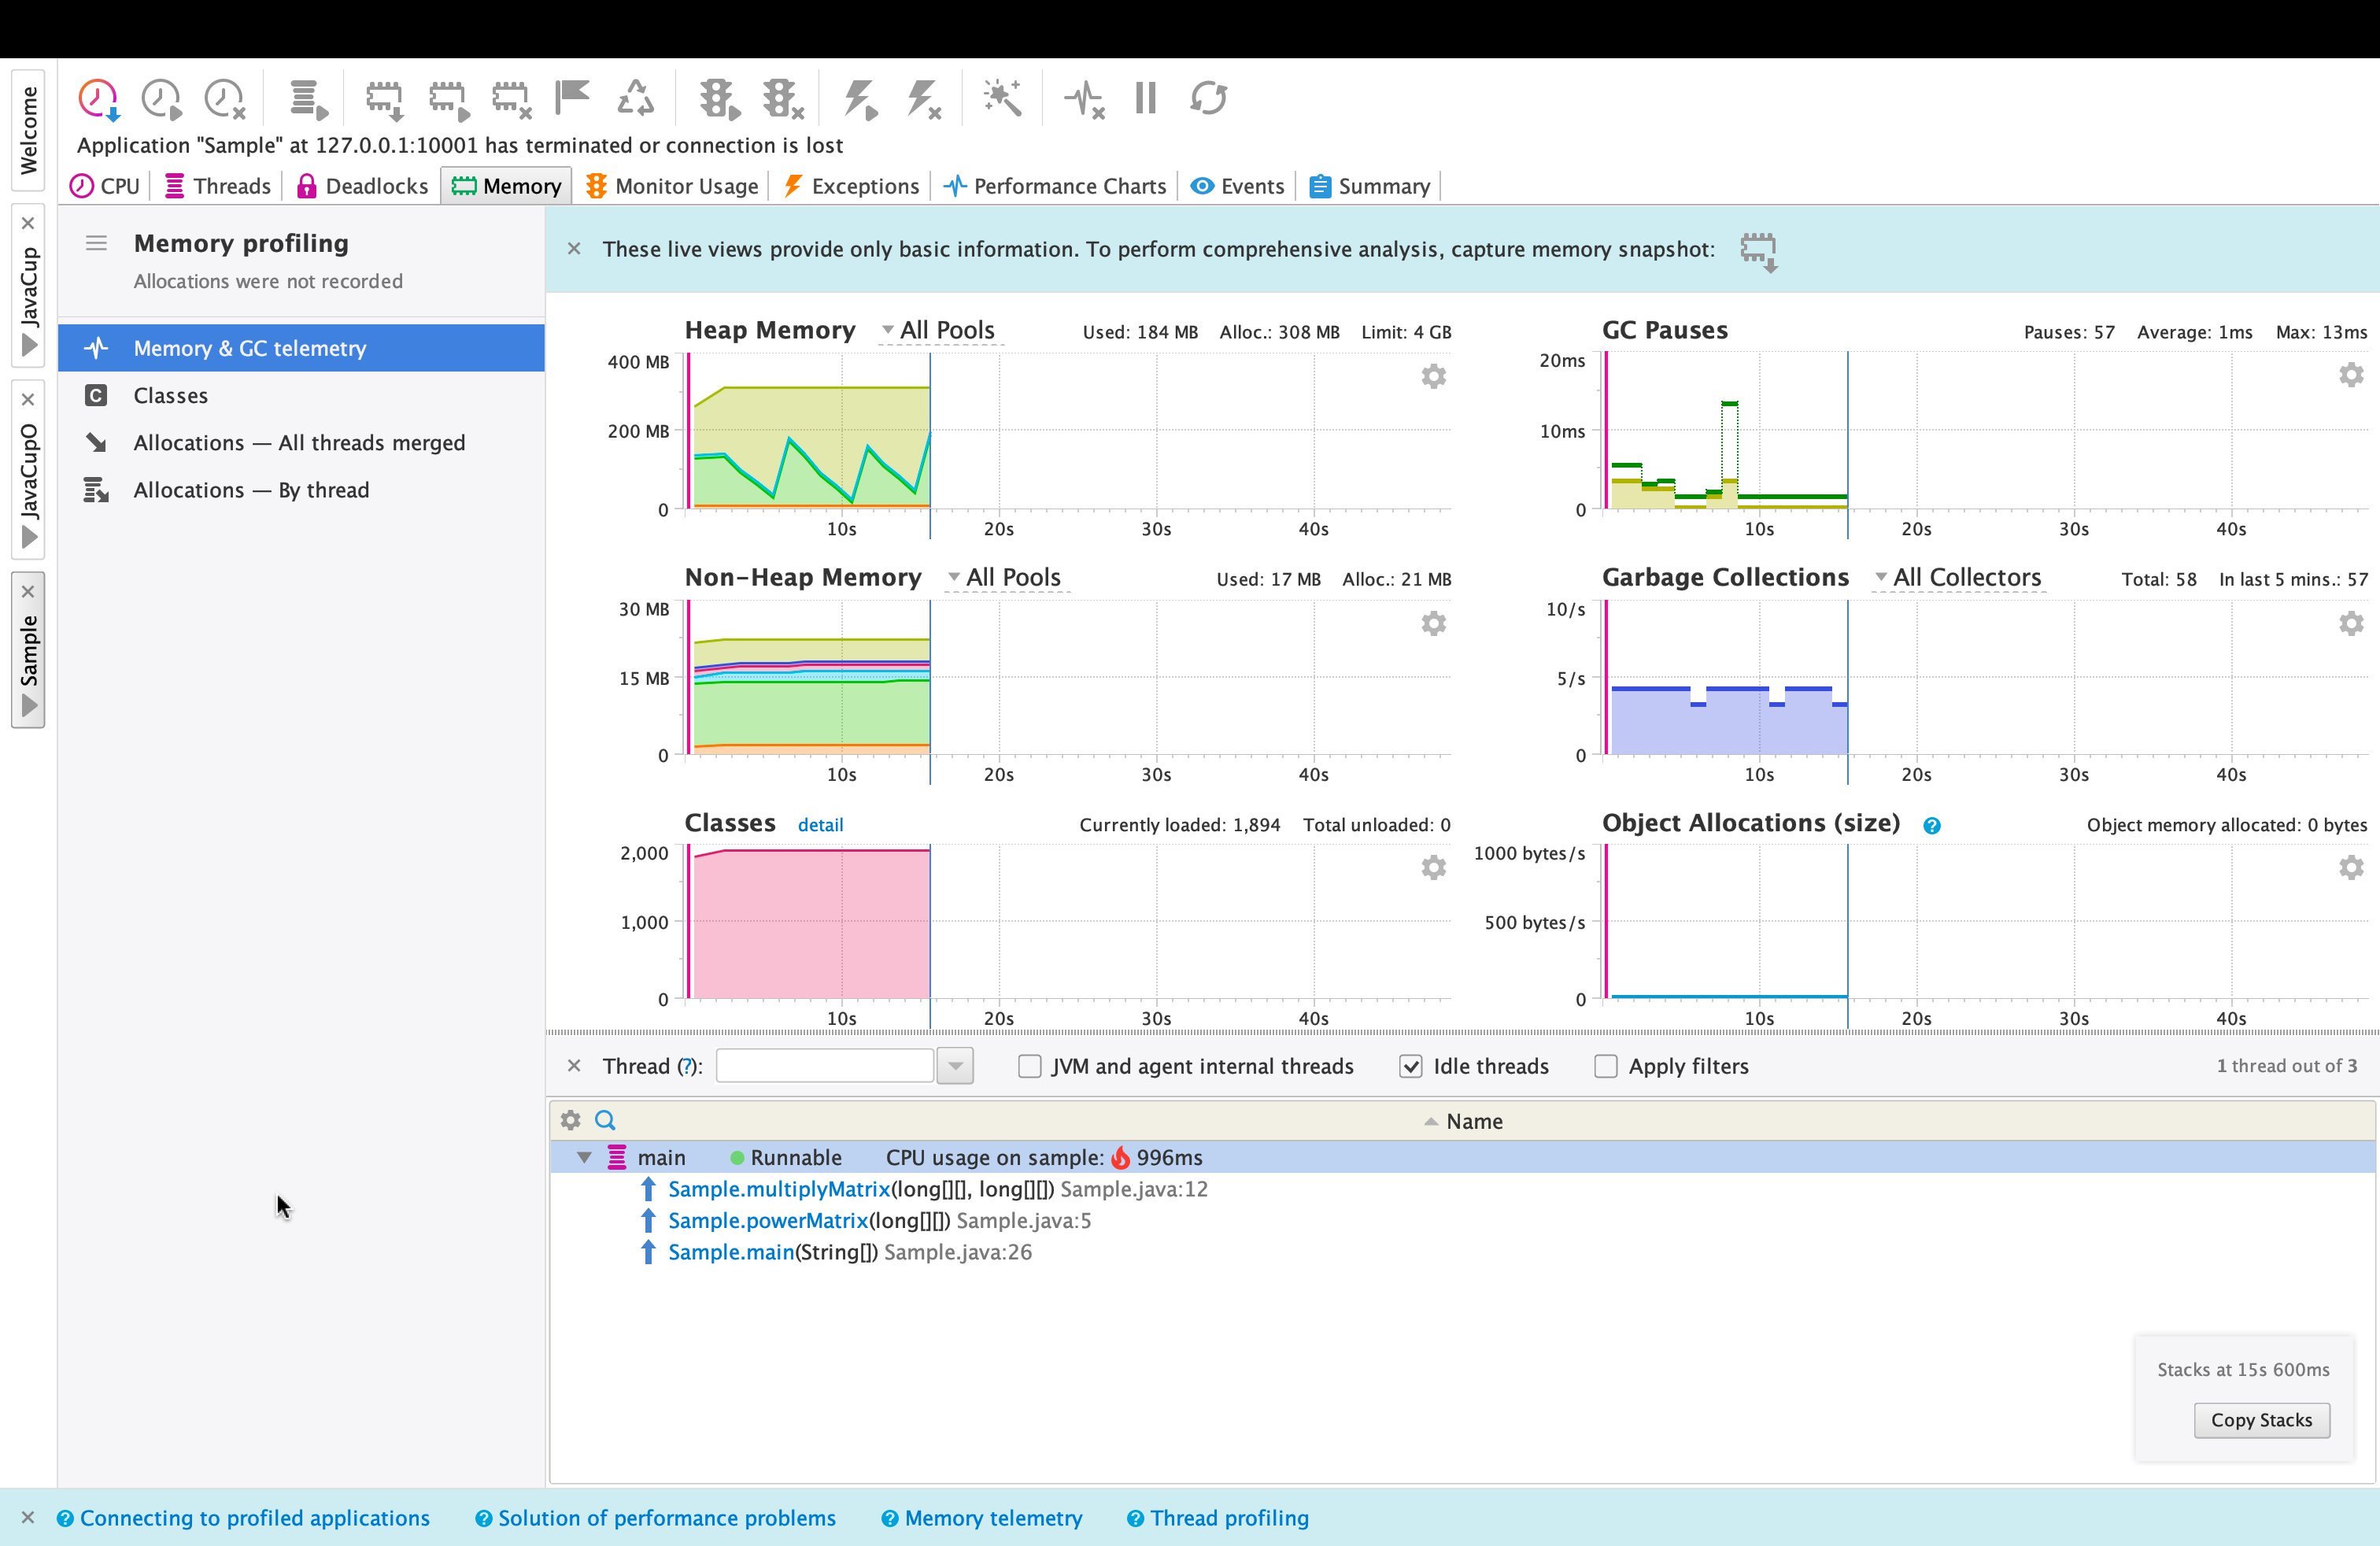 Welcome
JavaCup
JavaCupO
Sample
Application "Sample" at 127.0.0.1:10001 has terminated or connection is lost
CPU Threads Deadlocks Memory Monitor Usage Exceptions Performance Charts Events Summary
Memory profiling
Allocations were not recorded
Memory & GC telemetry
C Classes
Allocations — All threads merged
Allocations — By thread
These live views provide only basic information. To perform comprehensive analysis, capture memory snapshot:
Heap Memory All Pools Used: 184 MB Alloc.: 308 MB Limit: 4 GB
400 MB
200 MB
0
10s 20s 30s 40s
GC Pauses Pauses: 57 Average: 1ms Max: 13ms
20ms
10ms
0
10s 20s 30s 40s
Non-Heap Memory All Pools Used: 17 MB Alloc.: 21 MB
30 MB
15 MB
0
10s 20s 30s 40s
Garbage Collections All Collectors Total: 58 In last 5 mins.: 57
10/s
5/s
0
10s 20s 30s 40s
Classes detail Currently loaded: 1,894 Total unloaded: 0
2,000
1,000
0
10s 20s 30s 40s
Object Allocations (size) ? Object memory allocated: 0 bytes
1000 bytes/s
500 bytes/s
0
10s 20s 30s 40s
Thread (?): JVM and agent internal threads Idle threads Apply filters 1 thread out of 3
Name
main Runnable CPU usage on sample: 996ms
Sample.multiplyMatrix(long[][], long[][]) Sample.java:12
Sample.powerMatrix(long[][]) Sample.java:5
Sample.main(String[]) Sample.java:26
Stacks at 15s 600ms
Copy Stacks
? Connecting to profiled applications ? Solution of performance problems ? Memory telemetry ? Thread profiling